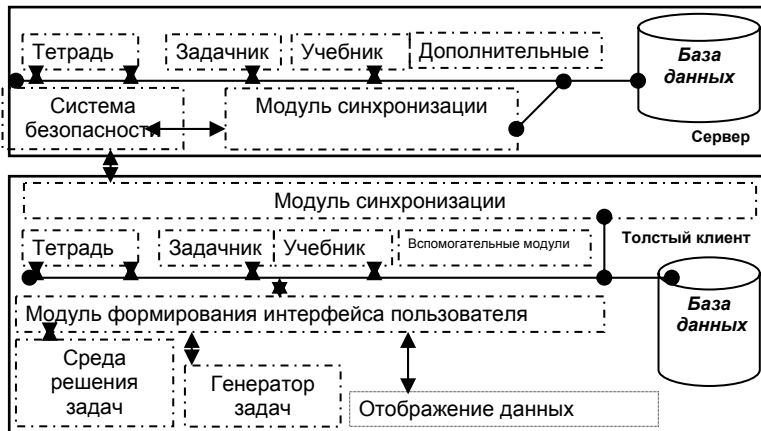 Тетрадь
Задачник
Учебник
Дополнительные
База
данных
Система
безопасности
Модуль синхронизации
Сервер
Модуль синхронизации
Тетрадь
Задачник
Учебник
Вспомогательные модули
Толстый клиент
База
данных
Модуль формирования интерфейса пользователя
Среда
решения
задач
Генератор
задач
Отображение данных